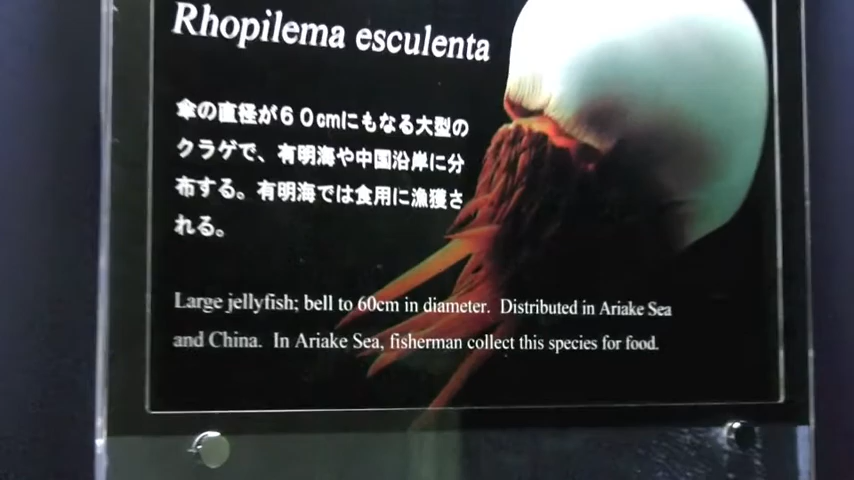 Rhopilema esculenta
傘の直径が60cmにもなる大型の
クラゲで、有明海や中国沿岸に分
布する。有明海では食用に漁獲さ
れる。
Large jellyfish; bell to 60cm in diameter. Distributed in Ariake Sea
and China. In Ariake Sea, fisherman collect this species for food.